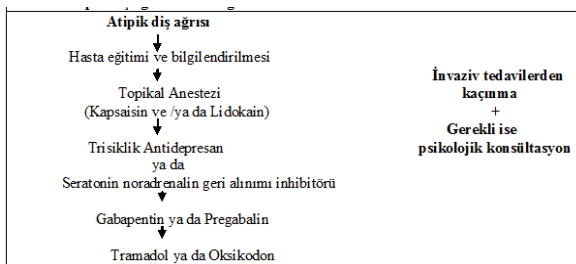 Atipik diş ağrısı
Hasta eğitimi ve bilgilendirilmesi
Topikal Anestezi
(Kapsaisin ve /ya da Lidokain)
Trisiklik Antidepresan
ya da
Seratonin noradrenalin geri alınımı inhibitörü
Gabapentin ya da Pregabalin
Tramadol ya da Oksikodon
İnvaziv tedavilerden
kaçınma
+
Gerekli ise
psikolojik konsültasyon